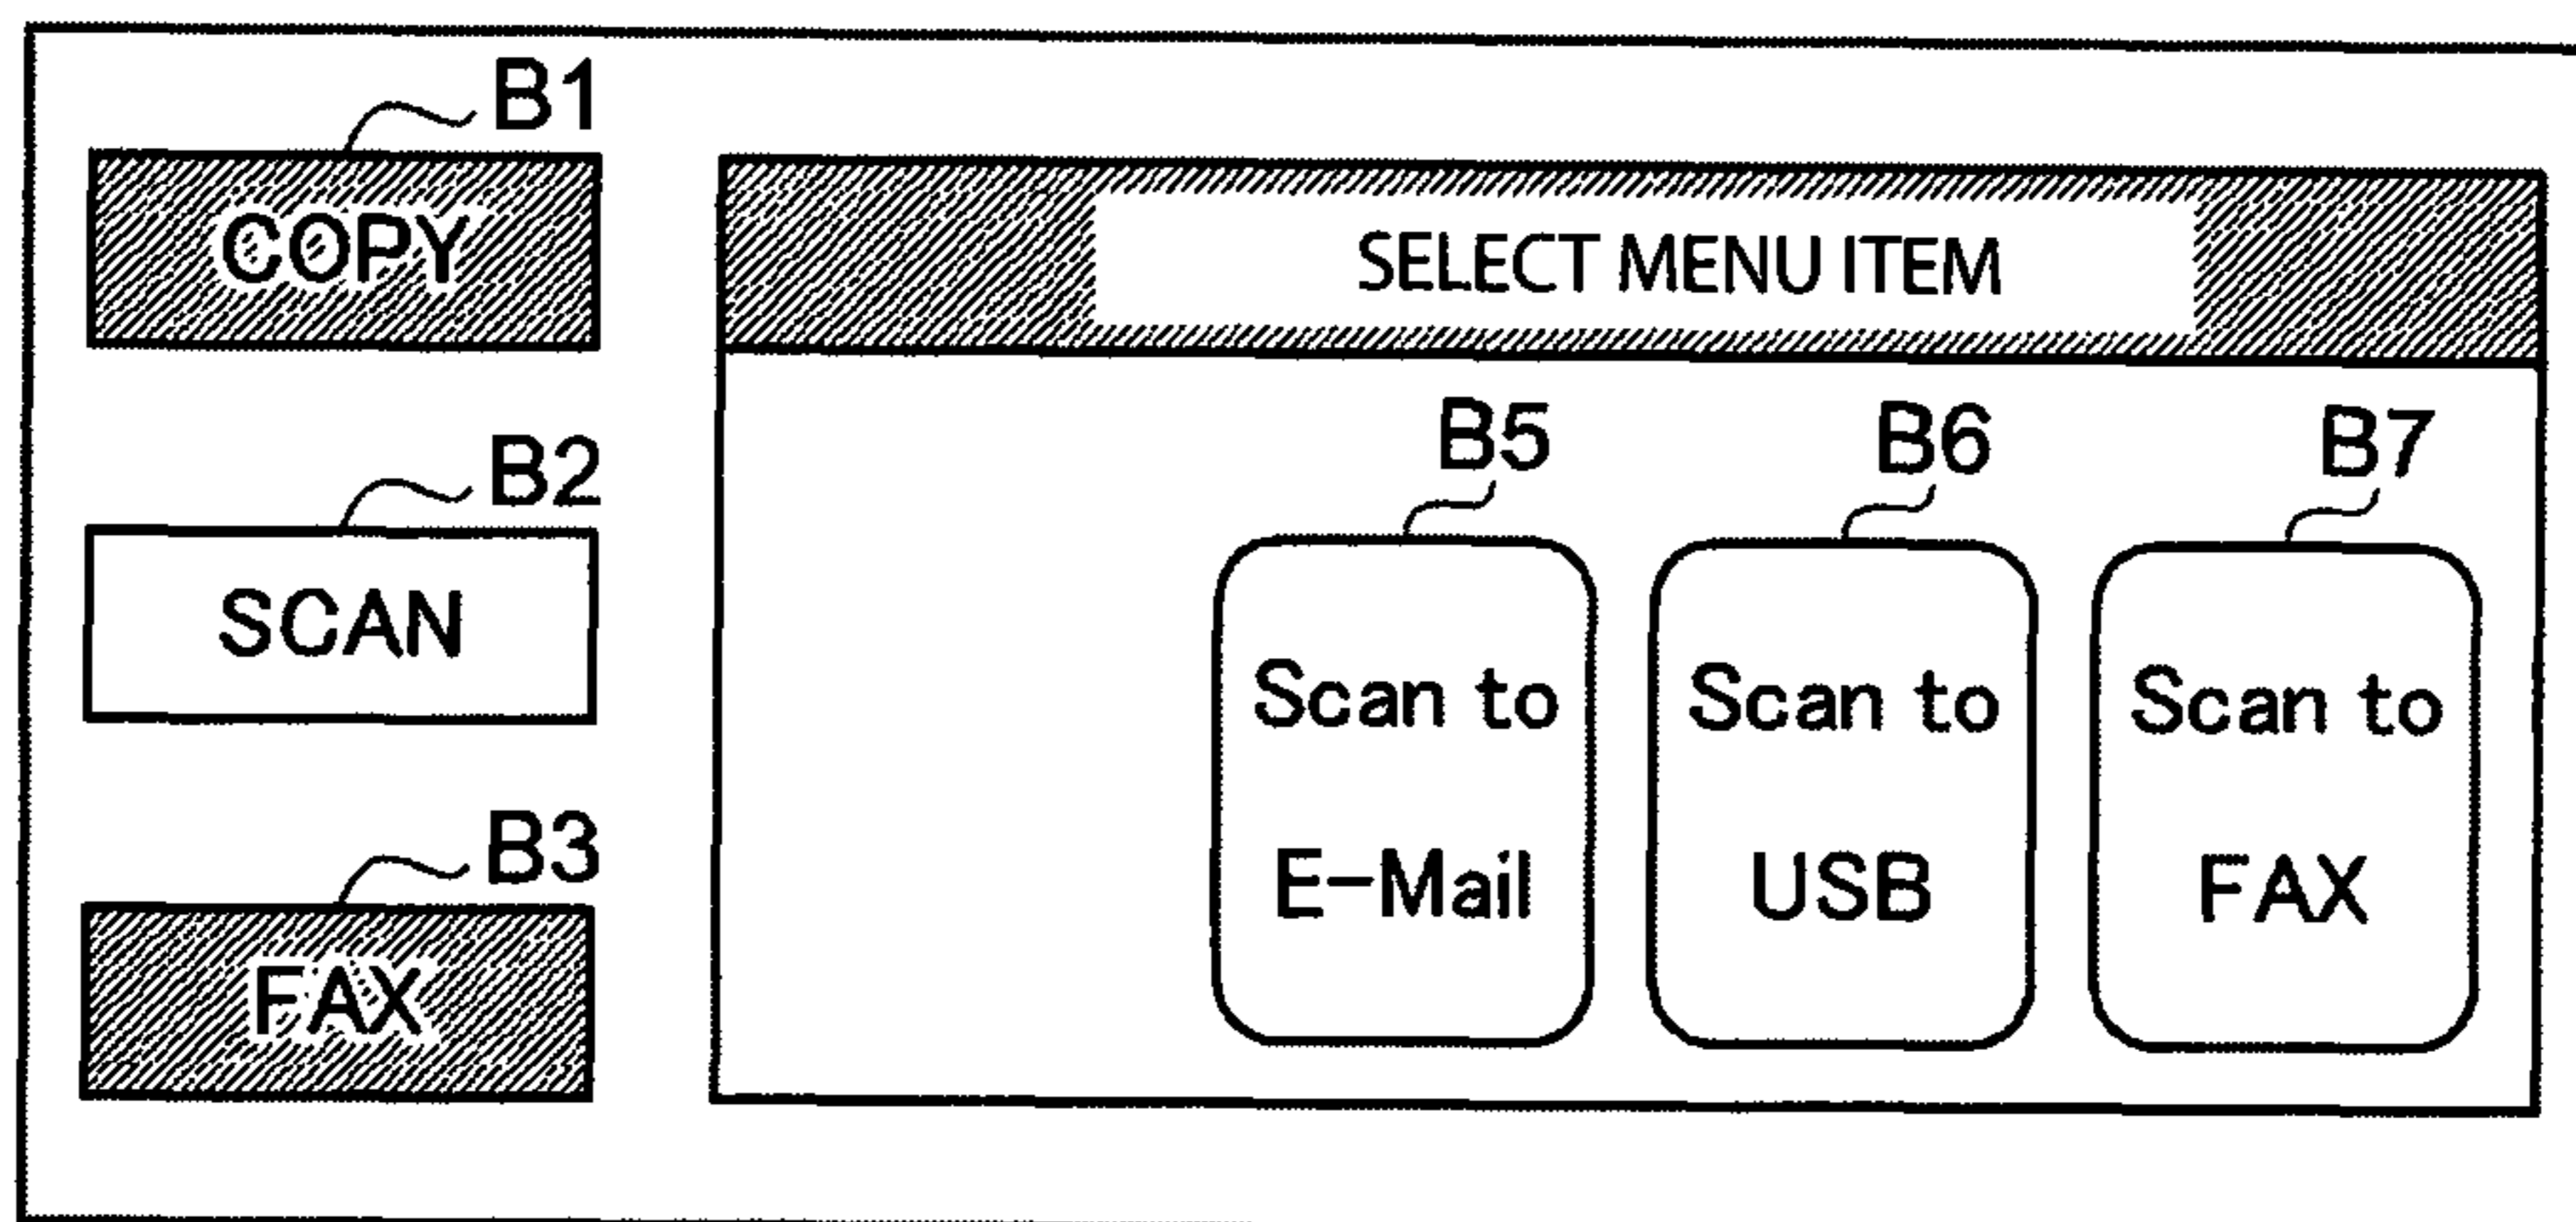 B1
COPY
B2
SCAN
B3
FAX
SELECT MENU ITEM
B5
Scan to
E-Mail
B6
Scan to
USB
B7
Scan to
FAX